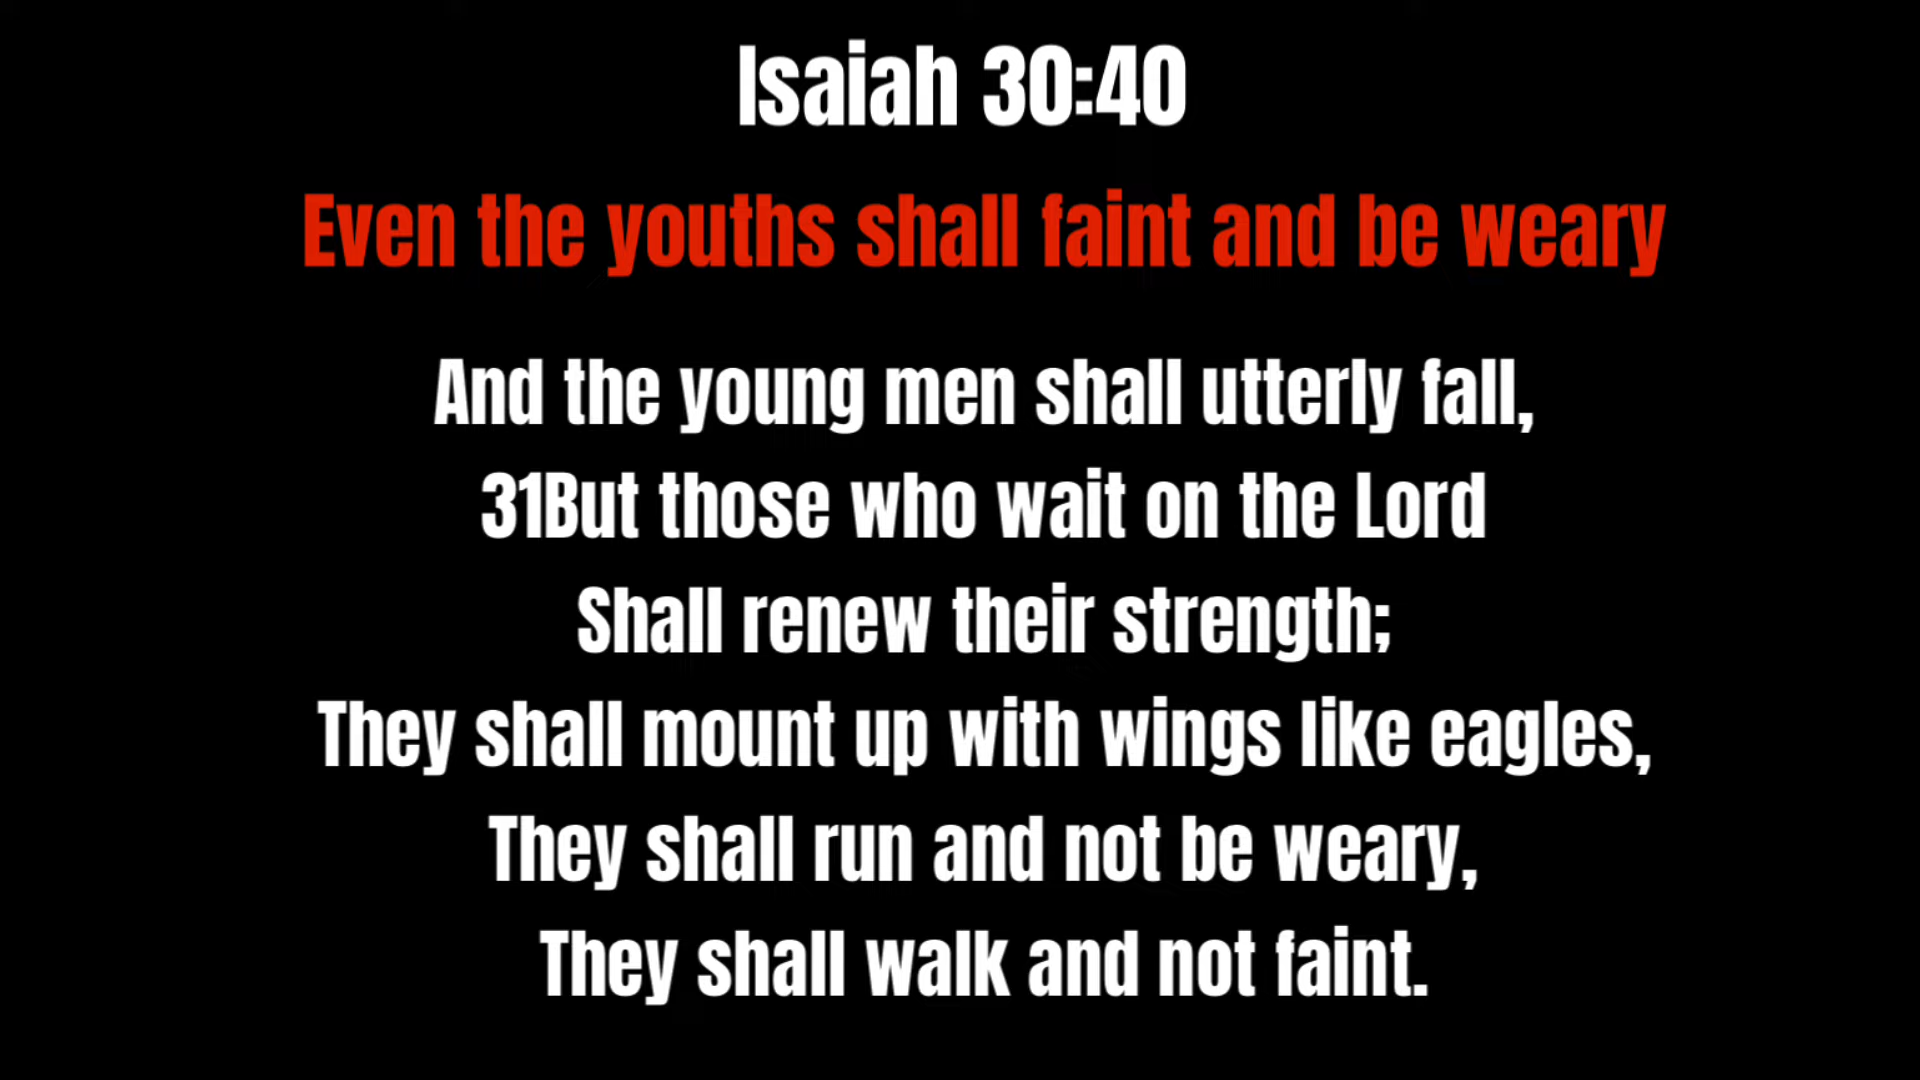 Isaiah 30:40
Even the youths shall faint and be weary
And the young men shall utterly fall,
31But those who wait on the Lord
Shall renew their strength;
They shall mount up with wings like eagles,
They shall run and not be weary,
They shall walk and not faint.